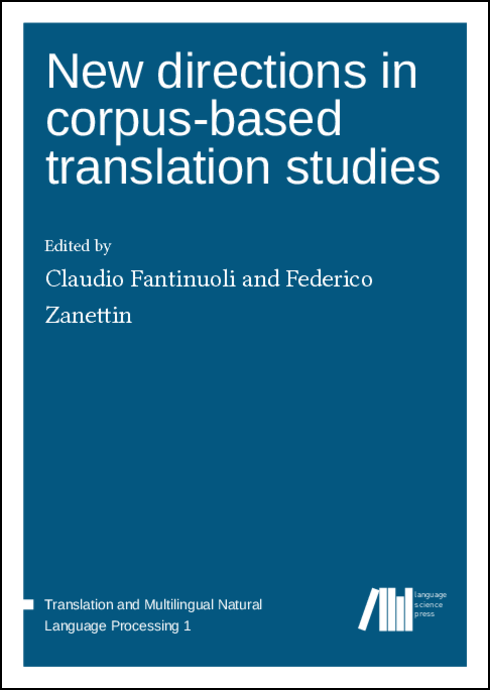 New directions in
corpus-based
translation studies
Edited by
Claudio Fantinuoli and Federico
Zanettin
Translation and Multilingual Natural
Language Processing 1
language
science
press